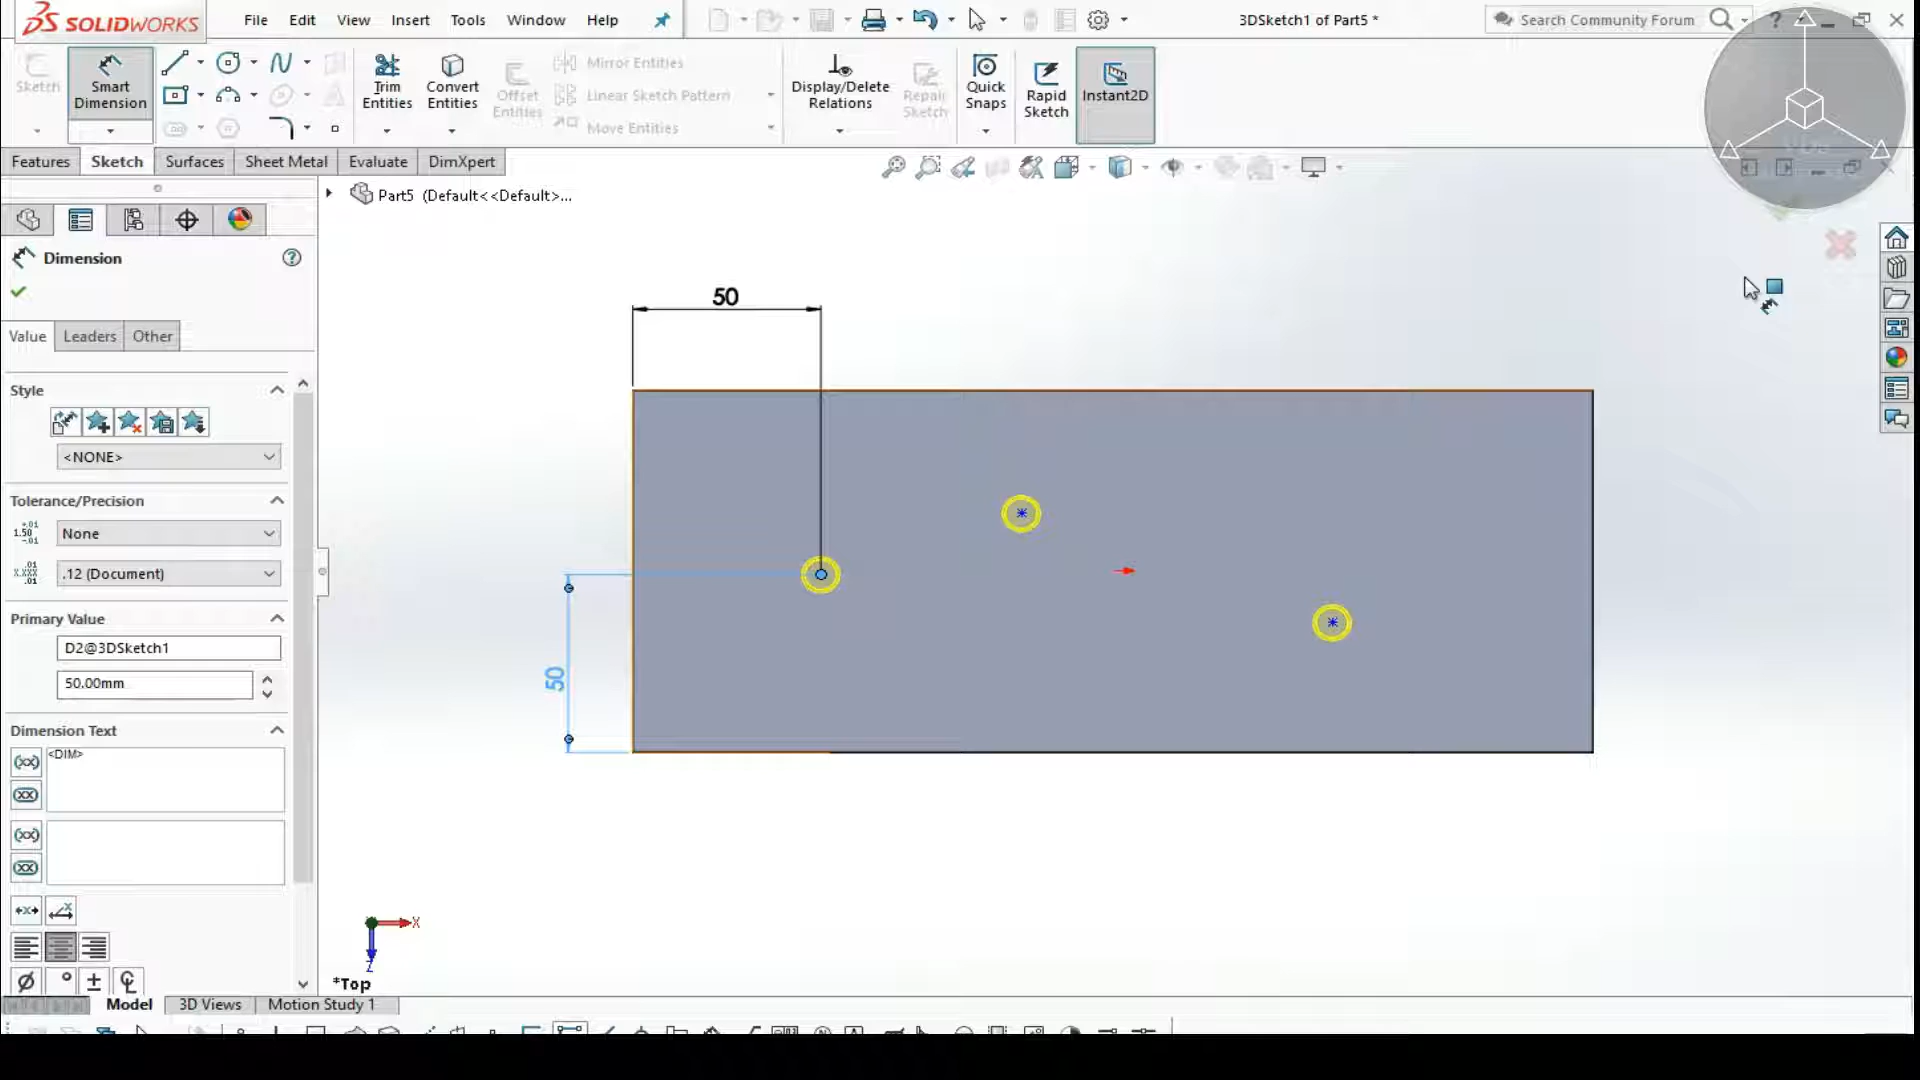 SOLIDWORKS
File Edit View Insert Tools Window Help
3DSketch1 of Part5 *
Search Community Forum
?
Sketch
Smart Dimension
Trim Entities
Convert Entities
Offset Entities
Mirror Entities
Linear Sketch Pattern
Move Entities
Display/Delete Relations
Repair Sketch
Quick Snaps
Rapid Sketch
Instant2D
Features Sketch Surfaces Sheet Metal Evaluate DimXpert
Part5 (Default<<Default>...
Dimension
?
Value Leaders Other
Style
<NONE>
Tolerance/Precision
None
.12 (Document)
Primary Value
D2@3DSketch1
50.00mm
Dimension Text
<DIM>
(xx)
(xx)
(xx)
(xx)
50
50
X
Z
*Top
Model 3D Views Motion Study 1